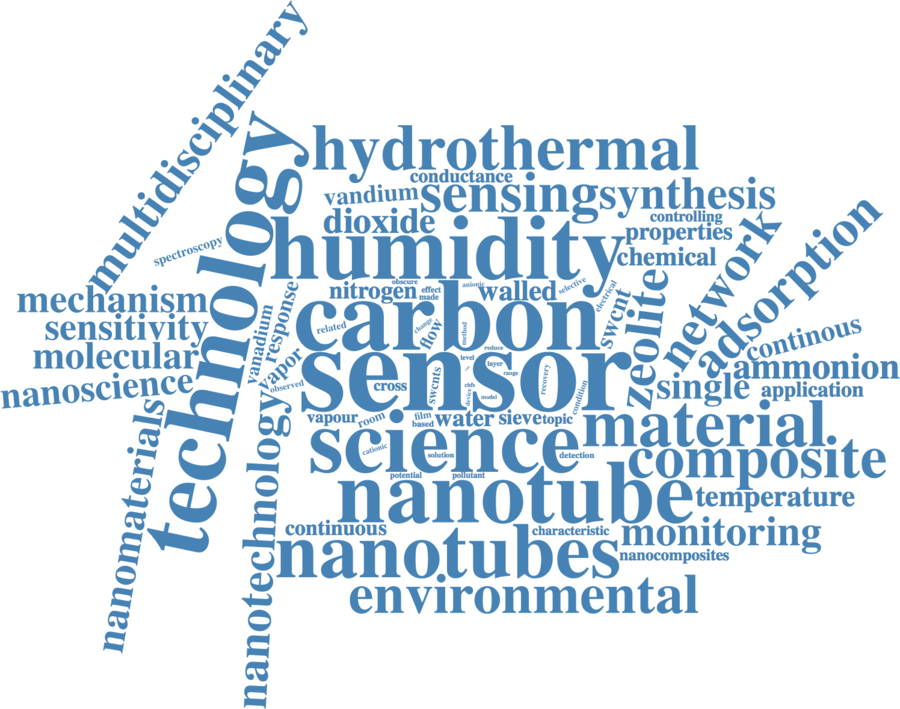 multidisciplinary
technology
hydrothermal
conductance
vandium
sensing
synthesis
dioxide
controlling
properties
spectroscopy
humidity
chemical
network
adsorption
mechanism
nitrogen
obscure
effect
made
anionic
walled
selective
electrical
swcnt
zeolite
sensitivity
vanadium
response
related
carbon
change
flow
method
reduce
continous
molecular
vapor
observed
sensor
level
layer
range
cross
swcnts
device
model
recovery
condition
single
ammonion
application
nanoscience
vapour
room
film
based
water
sieve
topic
material
nanomaterials
nanotechnology
science
cationic
solution
detection
composite
potential
pollutant
nanotube
temperature
continuous
characteristic
monitoring
nanotubes
nanocomposites
environmental